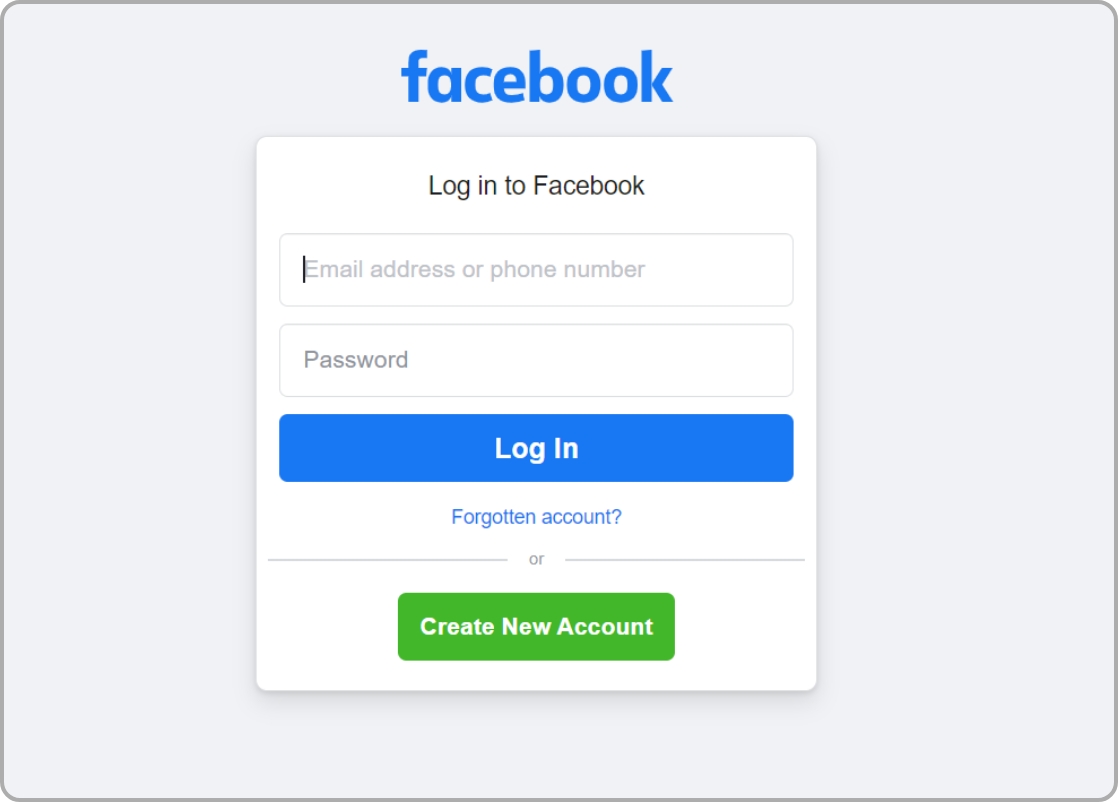 facebook
Log in to Facebook
Email address or phone number
Password
Log In
Forgotten account?
or
Create New Account